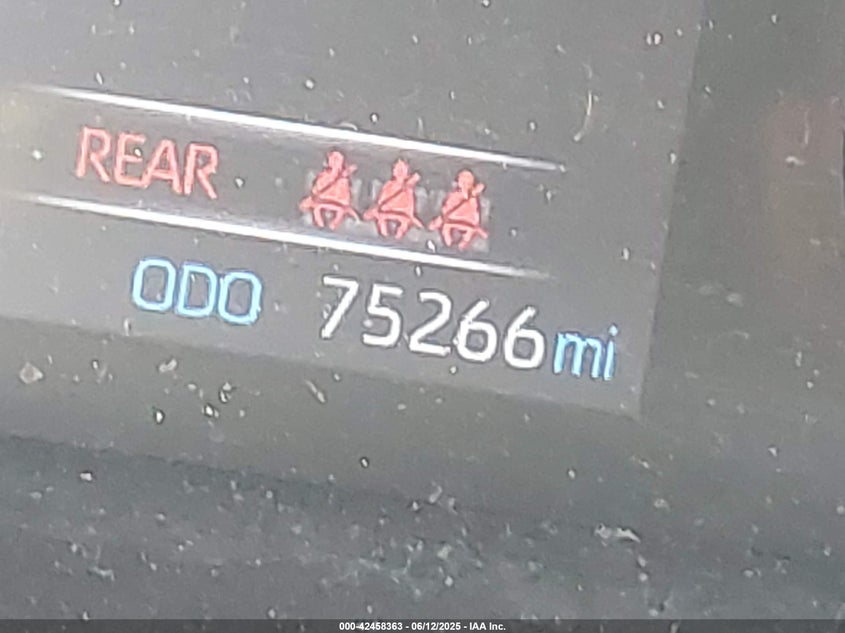 REAR
ODO 75266mi
000-42458363 - 06/12/2025 - IAA Inc.